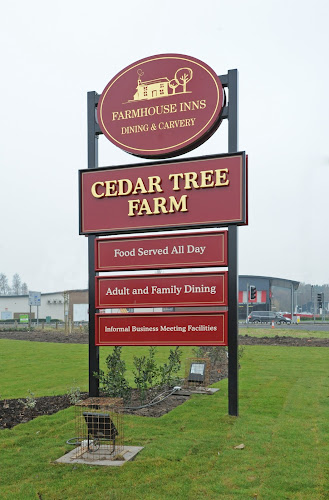 FARMHOUSE INNS
DINING & CARVERY
CEDAR TREE
FARM
Food Served All Day
Adult and Family Dining
Informal Business Meeting Facilities